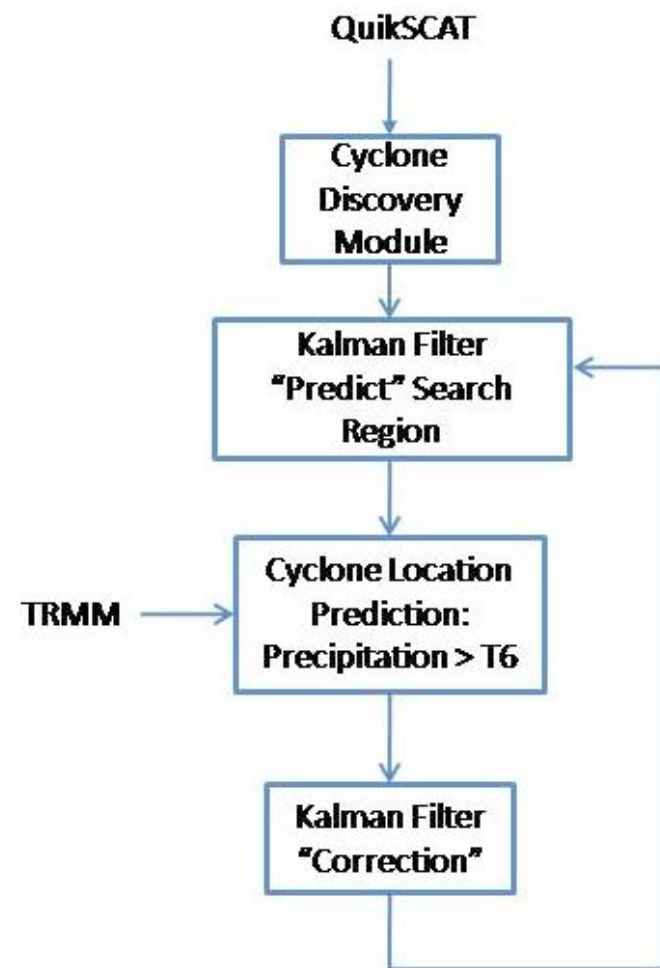 QuikSCAT
Cyclone
Discovery
Module
Kalman Filter
"Predict" Search
Region
TRMM
Cyclone Location
Prediction:
Precipitation > T6
Kalman Filter
"Correction"